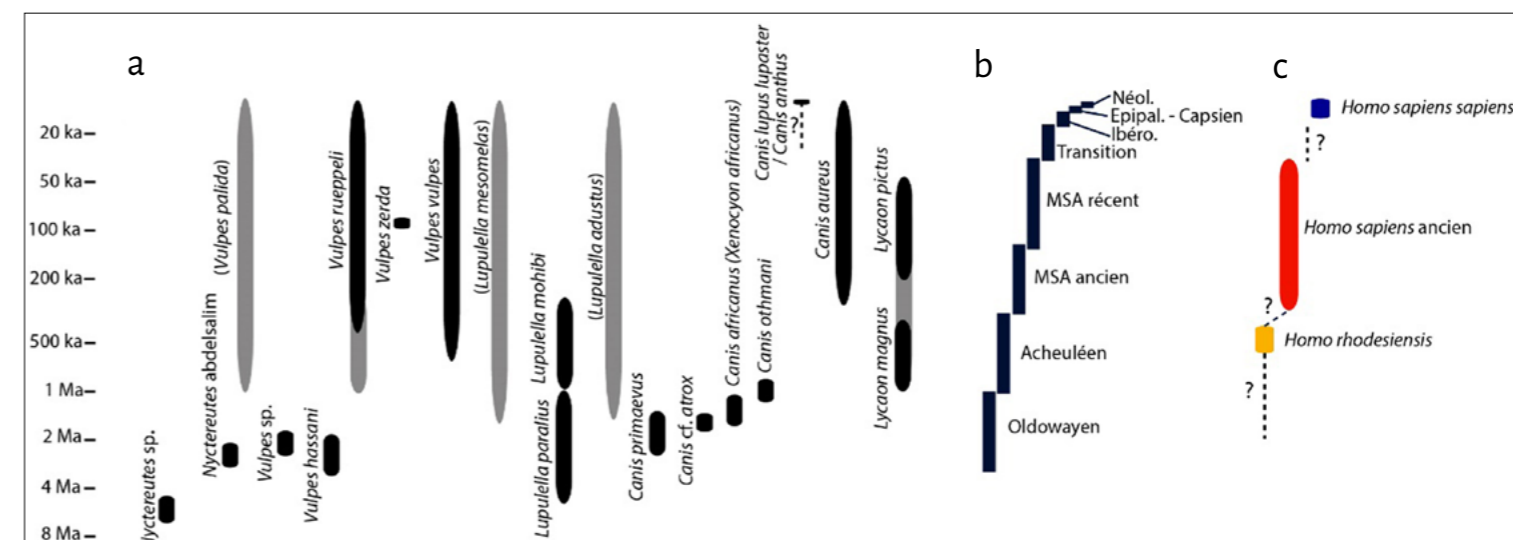 a
b
c
20 ka
50 ka
100 ka
200 ka
500 ka
1 Ma
2 Ma
4 Ma
8 Ma
sp.
Nyctereutes abdelsalim
(Vulpes palida)
Vulpes sp.
Vulpes hassani
Vulpes rueppeli
Vulpes zerda
Vulpes vulpes
(Lupulella mesomelas)
Lupulella mohibi
Lupulella paralius
(Lupulella adustus)
Canis primaevus
Canis cf. atrox
Canis africanus (Xenocyon africanus)
Canis othmani
Canis lupus lupaster
/ Canis anthus
?
Canis aureus
Lycaon pictus
Lycaon magnus
Néol.
Epipal. - Capsien
Ibéro.
Transition
MSA récent
MSA ancien
Acheuléen
Oldowayen
Homo sapiens sapiens
?
Homo sapiens ancien
?
Homo rhodesiensis
?